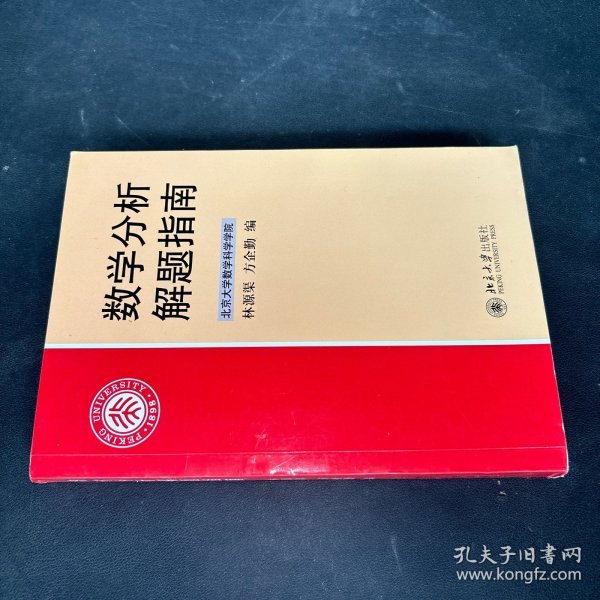 数学分析
解题指南
北京大学数学科学学院
林源渠 方企勤 编
北京大学出版社
PEKING UNIVERSITY PRESS
PEKING UNIVERSITY
1898
孔夫子旧书网
www.kongfz.com